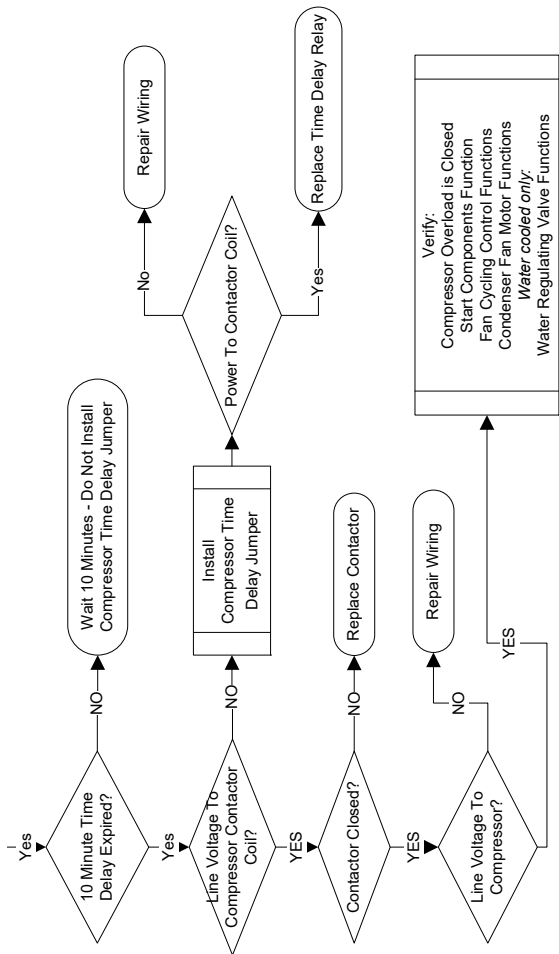 Yes
10 Minute Time
Delay Expired?
NO
Wait 10 Minutes - Do Not Install
Compressor Time Delay Jumper
Yes
Line Voltage To
Compressor Contactor
Coil?
NO
Install
Compressor Time
Delay Jumper
Power To Contactor Coil?
No
Repair Wiring
Yes
Replace Time Delay Relay
YES
Contactor Closed?
NO
Replace Contactor
YES
Line Voltage To
Compressor?
NO
Repair Wiring
YES
Verify:
Compressor Overload is Closed
Start Components Function
Fan Cycling Control Functions
Condenser Fan Motor Functions
Water cooled only:
Water Regulating Valve Functions